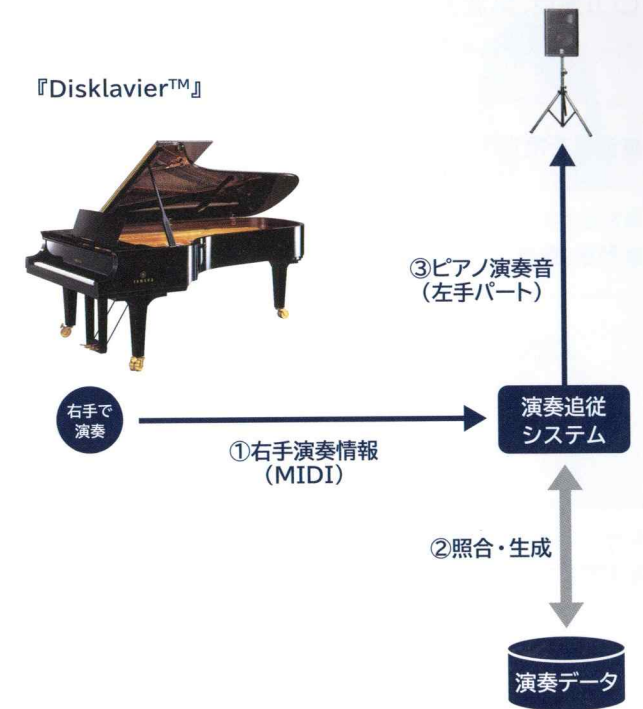 『Disklavier™』
YAMAHA
③ピアノ演奏音
（左手パート）
右手で
演奏
演奏追従
システム
①右手演奏情報
（MIDI）
②照合・生成
演奏データ